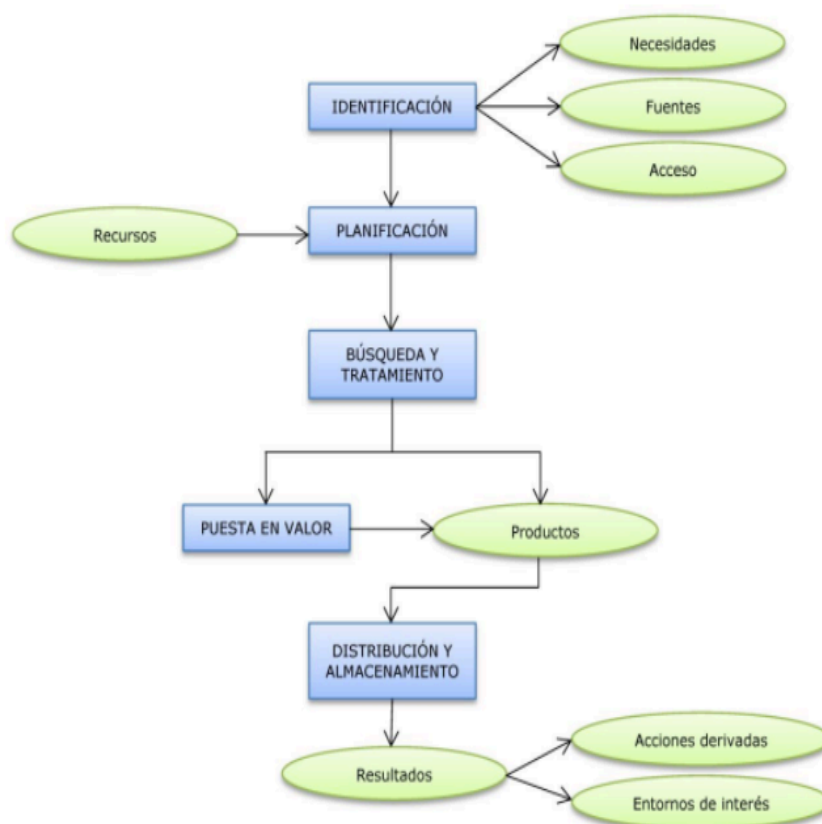 Necesidades
IDENTIFICACIÓN
Fuentes
Acceso
Recursos
PLANIFICACIÓN
BÚSQUEDA Y
TRATAMIENTO
PUESTA EN VALOR
Productos
DISTRIBUCIÓN Y
ALMACENAMIENTO
Resultados
Acciones derivadas
Entornos de interés